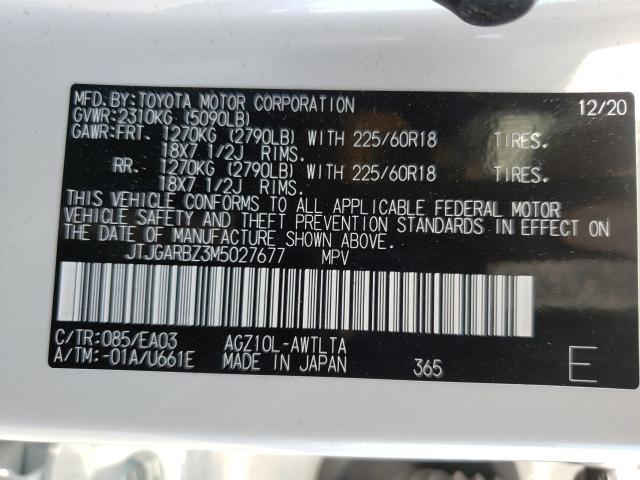 MFD. BY: TOYOTA MOTOR CORPORATION 12/20
GVWR: 2310KG (5090LB)
GAWR: FRT. 1270KG (2790LB) WITH 225/60R18 TIRES.
18X7 1/2J RIMS.
RR. 1270KG (2790LB) WITH 225/60R18 TIRES.
18X7 1/2J RIMS.
THIS VEHICLE CONFORMS TO ALL APPLICABLE FEDERAL MOTOR
VEHICLE SAFETY AND THEFT PREVENTION STANDARDS IN EFFECT ON
THE DATE OF MANUFACTURE SHOWN ABOVE.
JTJGARBZ3M5027677 MPV
C/TR: 085/EA03 AGZ10L-AWTLTA
A/TM: -01A/U661E MADE IN JAPAN 365 E